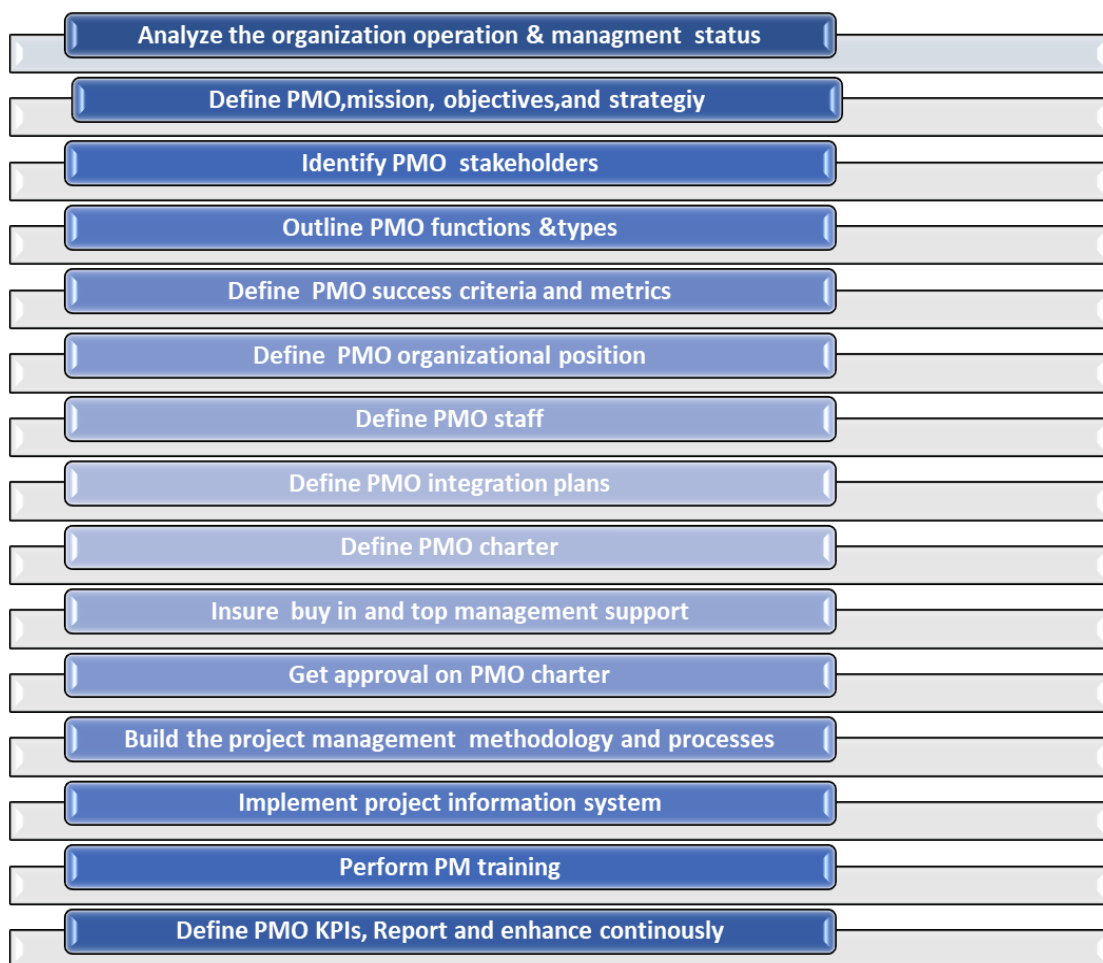 Analyze the organization operation & managment status
Define PMO,mission, objectives,and strategiy
Identify PMO stakeholders
Outline PMO functions &types
Define PMO success criteria and metrics
Define PMO organizational position
Define PMO staff
Define PMO integration plans
Define PMO charter
Insure buy in and top management support
Get approval on PMO charter
Build the project management methodology and processes
Implement project information system
Perform PM training
Define PMO KPIs, Report and enhance continously